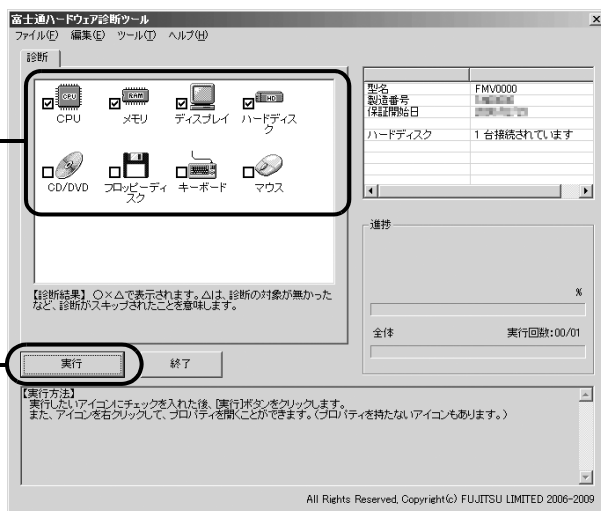 富士通ハードウェア診断ツール
ファイル(F) 編集(E) ツール(T) ヘルプ(H)
診断
CPU
RAM
HD
CPU メモリ ディスプレイ ハードディス
ク
CD/DVD フロッピーディ キーボード マウス
スク
【診断結果】 ○×△で表示されます。△は、診断の対象が無かった
など、診断がスキップされたことを意味します。
実行 終了
型名 FMV0000
製造番号
保証開始日
ハードディスク 1 台接続されています
進捗
%
全体 実行回数:00/01
【実行方法】
実行したいアイコンにチェックを入れた後、[実行]ボタンをクリックします。
また、アイコンを右クリックして、プロパティを開くことができます。(プロパティを持たないアイコンもあります。)
All Rights Reserved, Copyright(c) FUJITSU LIMITED 2006-2009